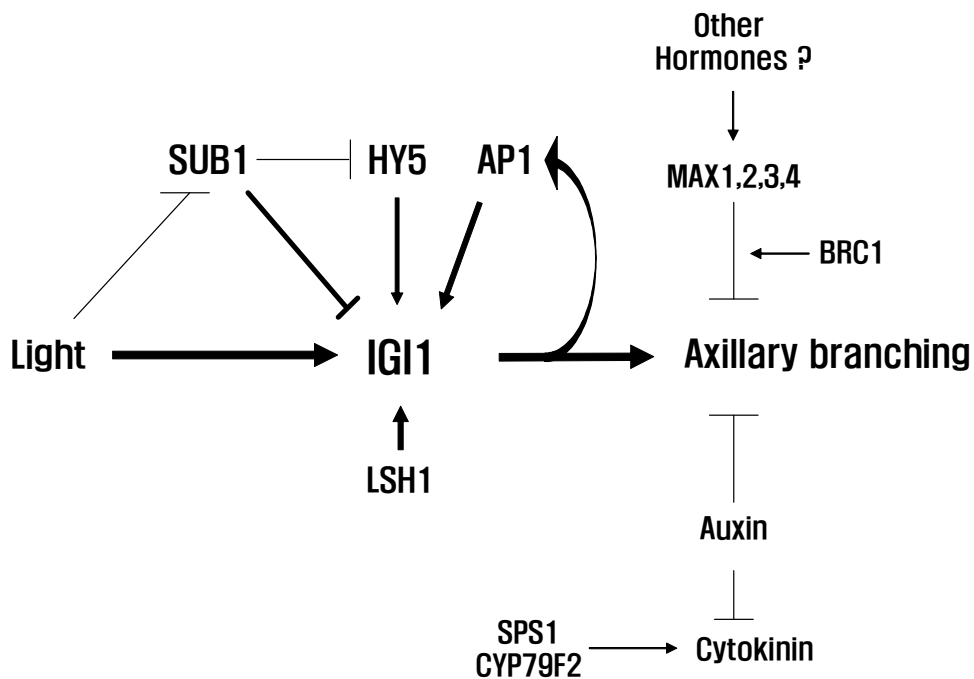 Other
Hormones ?
SUB1
HY5
AP1
MAX1,2,3,4
BRC1
Light
IGI1
Axillary branching
LSH1
Auxin
SPS1
CYP79F2
Cytokinin